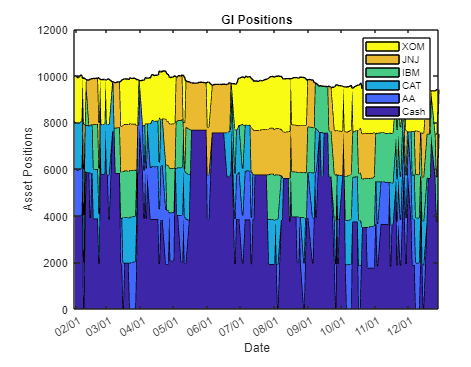 GI Positions
12000
10000
8000
6000
4000
2000
0
Asset Positions
XOM
JNJ
IBM
CAT
AA
Cash
02/01 03/01 04/01 05/01 06/01 07/01 08/01 09/01 10/01 11/01 12/01
Date